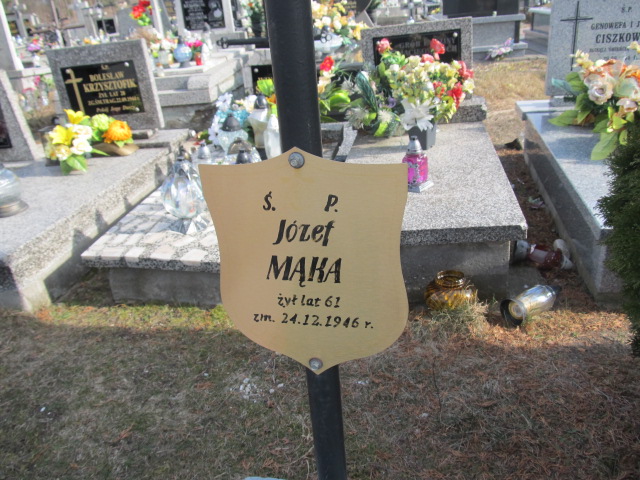 Ś. P.
Józef
MĄKA
żył lat 61
zm. 24.12.1946 r.
BOLESŁAW
KRZYSZTOFIK
Ś.P.
GENOWEFA I
CISZKOW